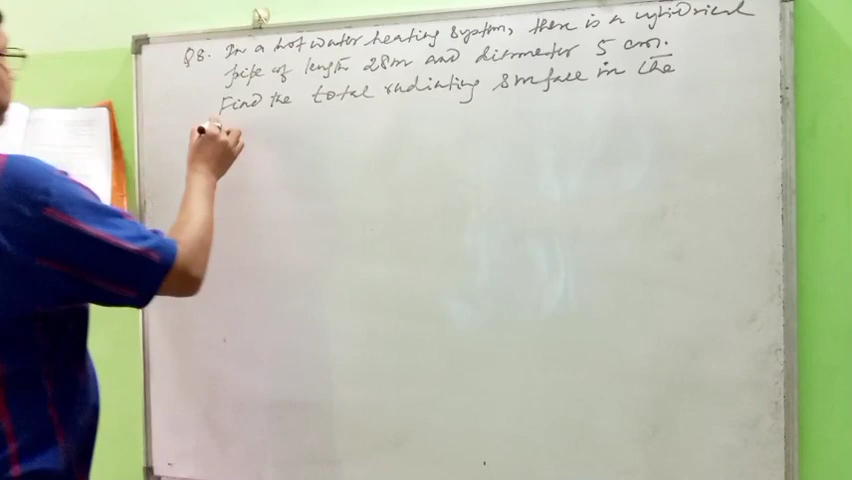 Q8. In a hot water heating system, there is a cylindrical
pipe of length 28m and diameter 5 cm.
Find the total radiating surface in the